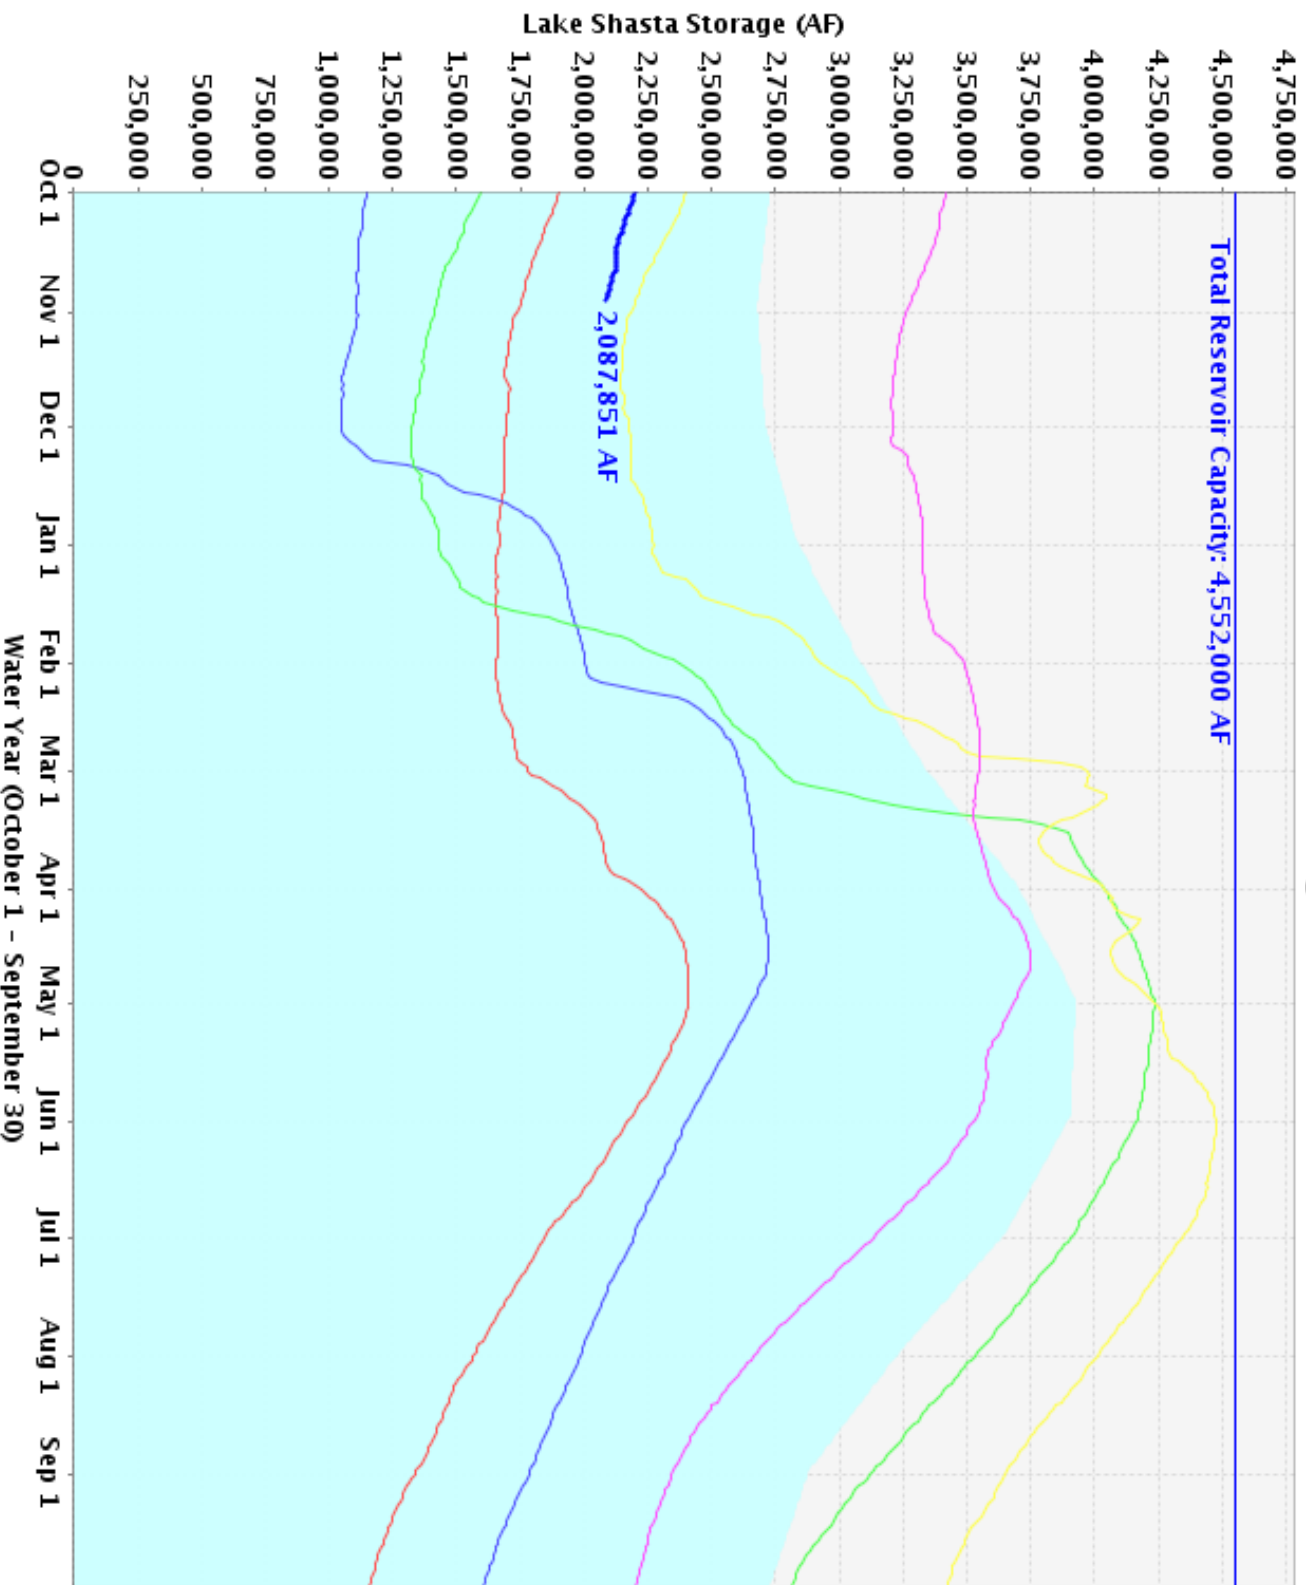 Lake Shasta Storage (AF)
4,750,000
4,500,000
4,250,000
4,000,000
3,750,000
3,500,000
3,250,000
3,000,000
2,750,000
2,500,000
2,250,000
2,000,000
1,750,000
1,500,000
1,250,000
1,000,000
750,000
500,000
250,000
0
Total Reservoir Capacity: 4,552,000 AF
2,087,851 AF
Oct 1
Nov 1
Dec 1
Jan 1
Feb 1
Mar 1
Apr 1
May 1
Jun 1
Jul 1
Aug 1
Sep 1
Water Year (October 1 – September 30)